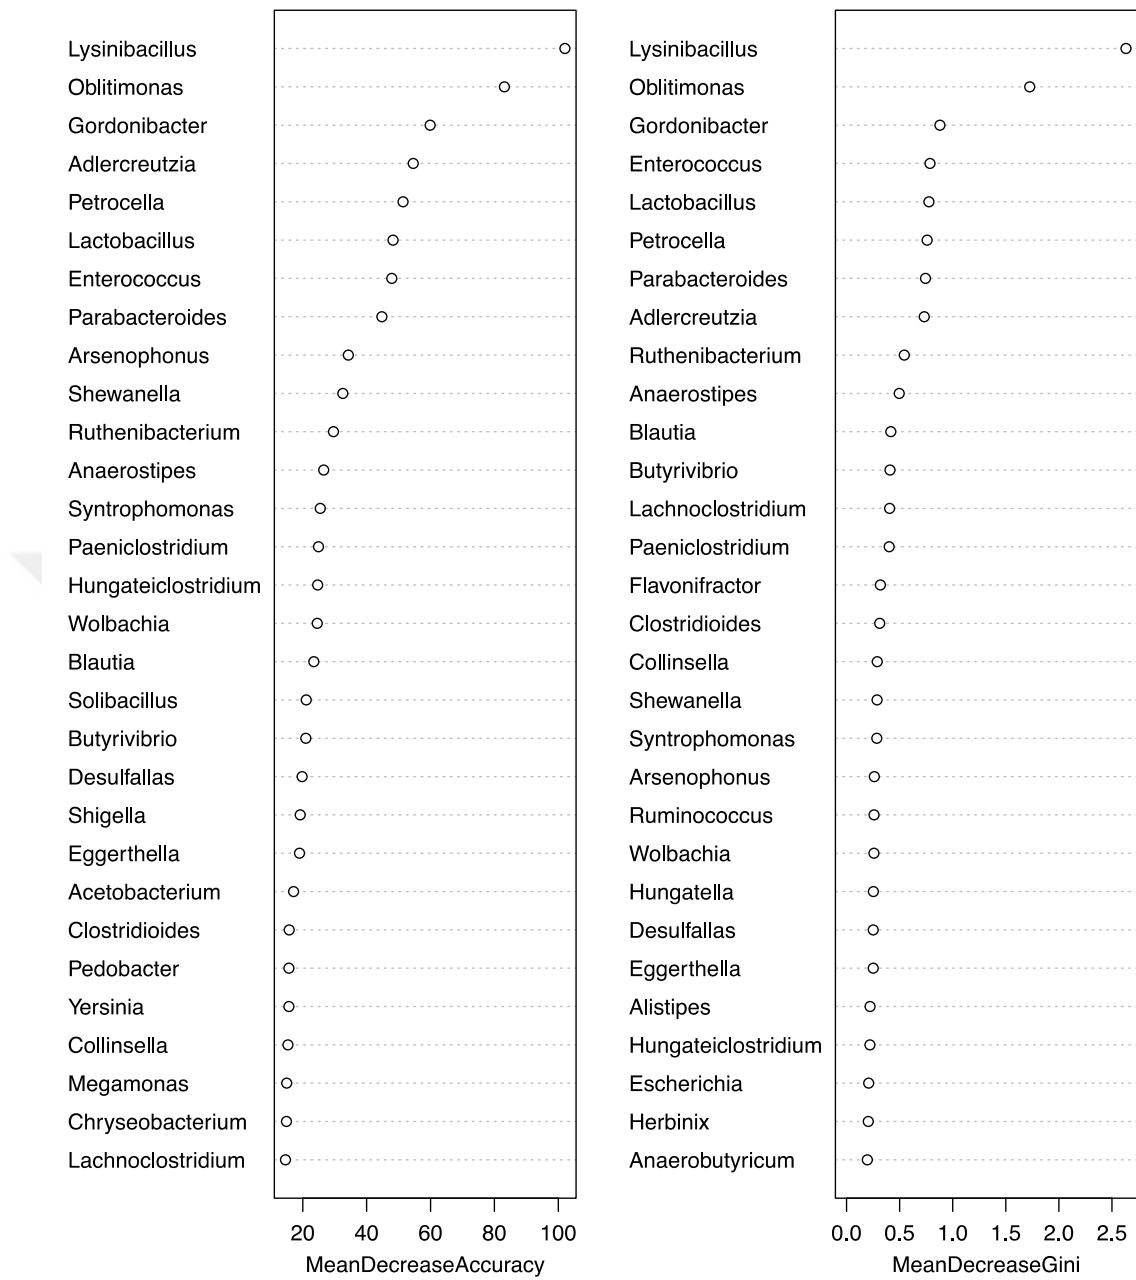 Lysinibacillus
Oblitimonas
Gordonibacter
Adlercreutzia
Petrocella
Lactobacillus
Enterococcus
Parabacteroides
Arsenophonus
Shewanella
Ruthenibacterium
Anaerostipes
Syntrophomonas
Paeniclostridium
Hungateiclostridium
Wolbachia
Blautia
Solibacillus
Butyrivibrio
Desulfallas
Shigella
Eggerthella
Acetobacterium
Clostridioides
Pedobacter
Yersinia
Collinsella
Megamonas
Chryseobacterium
Lachnoclostridium
20 40 60 80 100
MeanDecreaseAccuracy
Lysinibacillus
Oblitimonas
Gordonibacter
Enterococcus
Lactobacillus
Petrocella
Parabacteroides
Adlercreutzia
Ruthenibacterium
Anaerostipes
Blautia
Butyrivibrio
Lachnoclostridium
Paeniclostridium
Flavonifractor
Clostridioides
Collinsella
Shewanella
Syntrophomonas
Arsenophonus
Ruminococcus
Wolbachia
Hungatella
Desulfallas
Eggerthella
Alistipes
Hungateiclostridium
Escherichia
Herbinix
Anaerobutyricum
0.0 0.5 1.0 1.5 2.0 2.5
MeanDecreaseGini